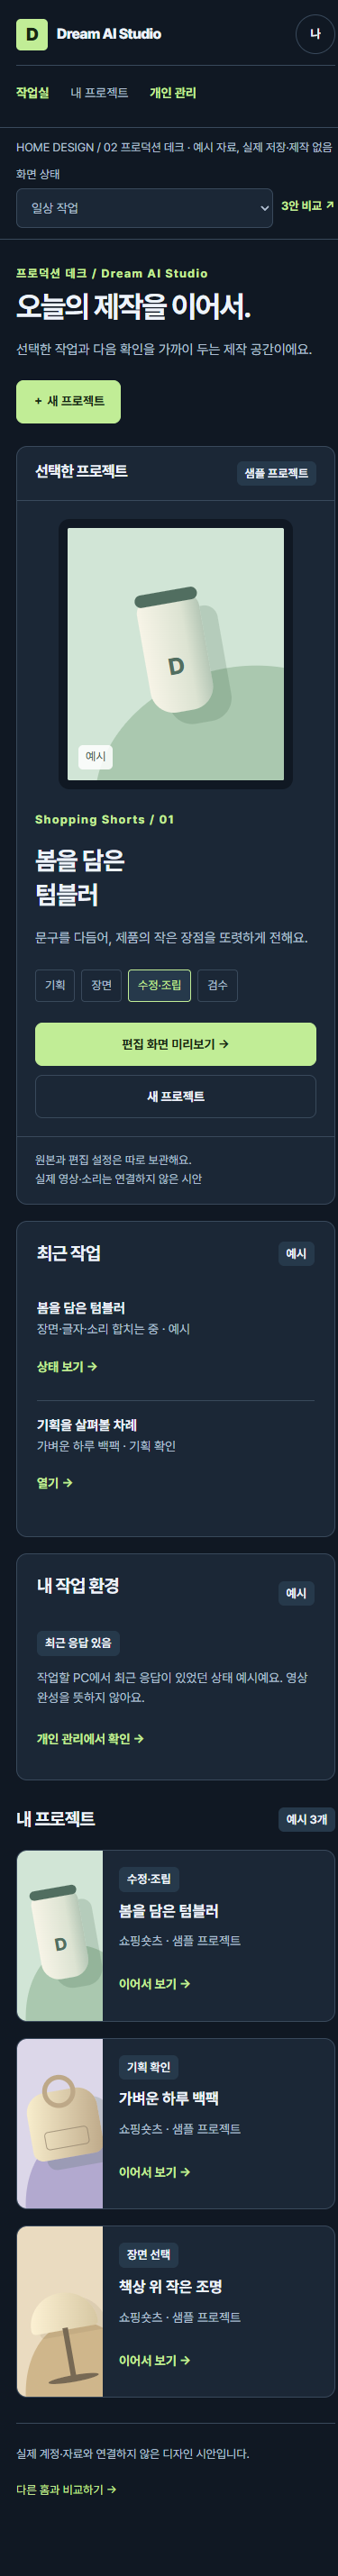 D Dream AI Studio 나
작업실 내 프로젝트 개인 관리
HOME DESIGN / 02 프로덕션 데크 · 예시 자료, 실제 저장·제작 없음
화면 상태
일상 작업 3안 비교 ↗
프로덕션 데크 / Dream AI Studio
오늘의 제작을 이어서.
선택한 작업과 다음 확인을 가까이 두는 제작 공간이에요.
+ 새 프로젝트
선택한 프로젝트 샘플 프로젝트
D
예시
Shopping Shorts / 01
봄을 담은
텀블러
문구를 다듬어, 제품의 작은 장점을 또렷하게 전해요.
기획 장면 수정·조립 검수
편집 화면 미리보기 →
새 프로젝트
원본과 편집 설정은 따로 보관해요.
실제 영상·소리는 연결하지 않은 시안
최근 작업 예시
봄을 담은 텀블러
장면·글자·소리 합치는 중 · 예시
상태 보기 →
기획을 살펴볼 차례
가벼운 하루 백팩 · 기획 확인
열기 →
내 작업 환경 예시
최근 응답 있음
작업할 PC에서 최근 응답이 있었던 상태 예시예요. 영상
완성을 뜻하지 않아요.
개인 관리에서 확인 →
내 프로젝트 예시 3개
D
수정·조립
봄을 담은 텀블러
쇼핑숏츠 · 샘플 프로젝트
이어서 보기 →
기획 확인
가벼운 하루 백팩
쇼핑숏츠 · 샘플 프로젝트
이어서 보기 →
장면 선택
책상 위 작은 조명
쇼핑숏츠 · 샘플 프로젝트
이어서 보기 →
실제 계정·자료와 연결하지 않은 디자인 시안입니다.
다른 홈과 비교하기 →